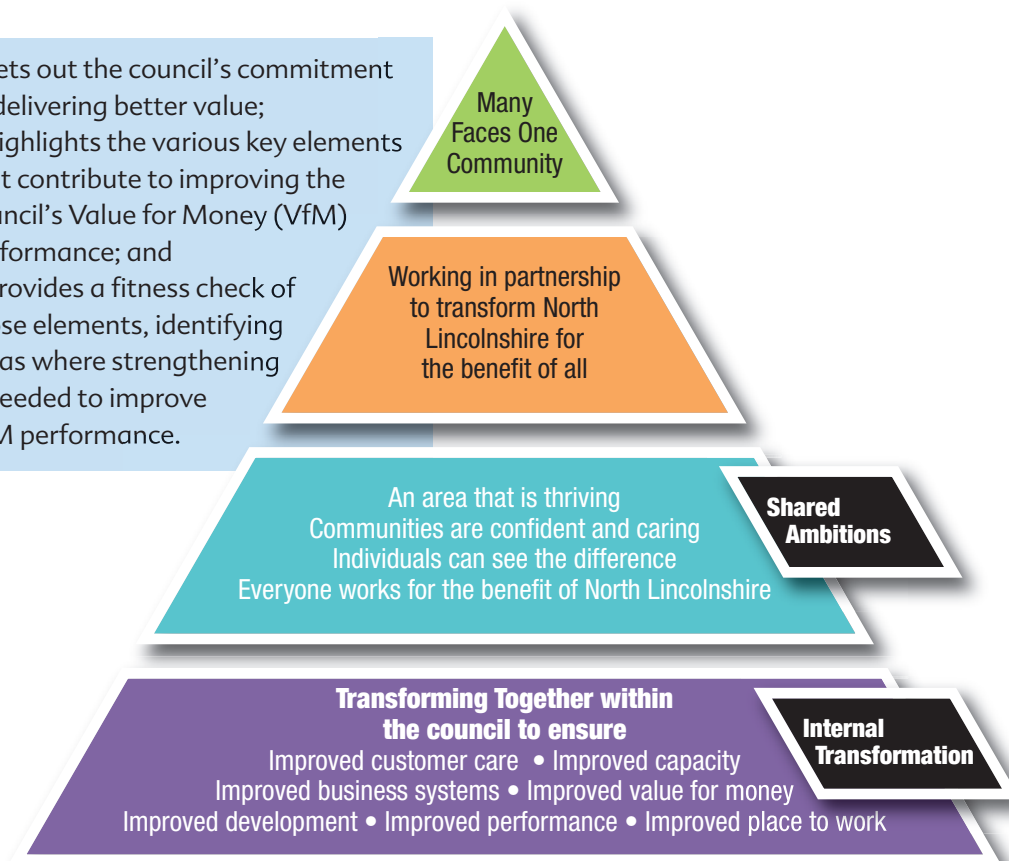 ets out the council’s commitment
delivering better value;
ighlights the various key elements
t contribute to improving the
uncil’s Value for Money (VfM)
formance; and
rovides a fitness check of
se elements, identifying
as where strengthening
eeded to improve
M performance.
Many
Faces One
Community
Working in partnership
to transform North
Lincolnshire for
the benefit of all
An area that is thriving
Communities are confident and caring
Individuals can see the difference
Everyone works for the benefit of North Lincolnshire
Shared
Ambitions
Transforming Together within
the council to ensure
Improved customer care • Improved capacity
Improved business systems • Improved value for money
Improved development • Improved performance • Improved place to work
Internal
Transformation